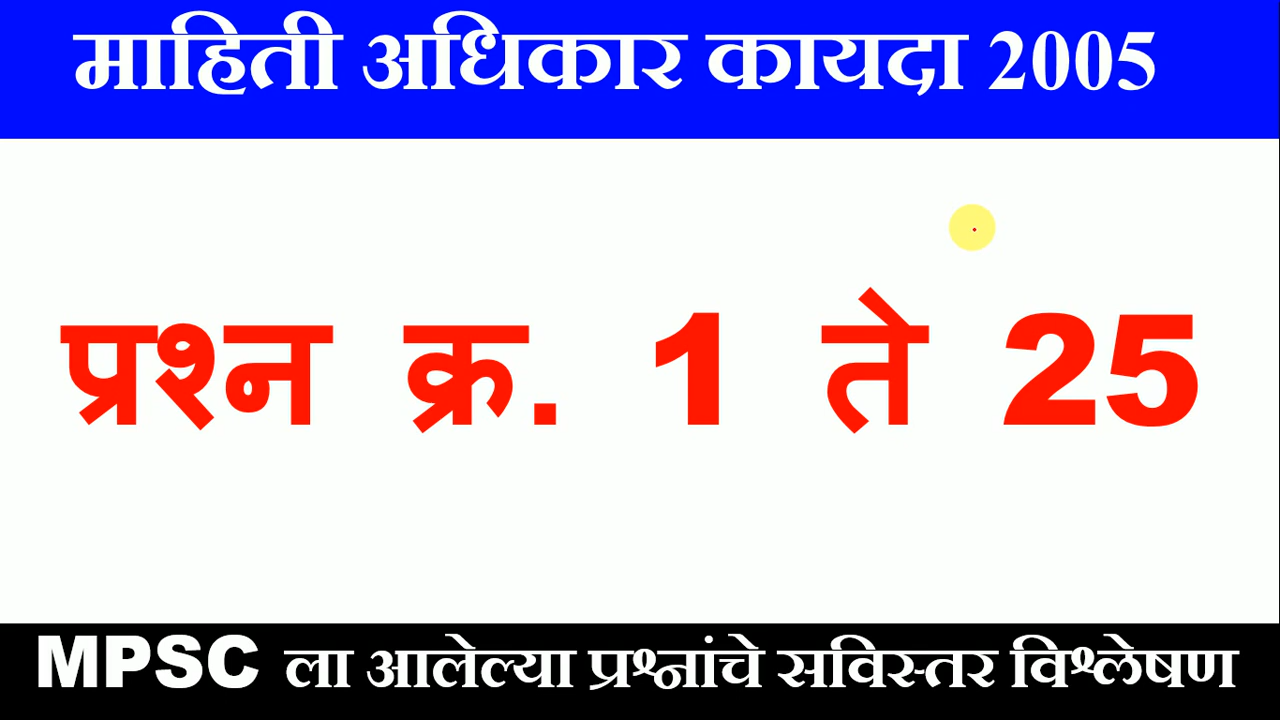 माहिती अधिकार कायदा 2005
प्रश्न क्र. 1 ते 25
MPSC ला आलेल्या प्रश्नांचे सविस्तर विश्लेषण